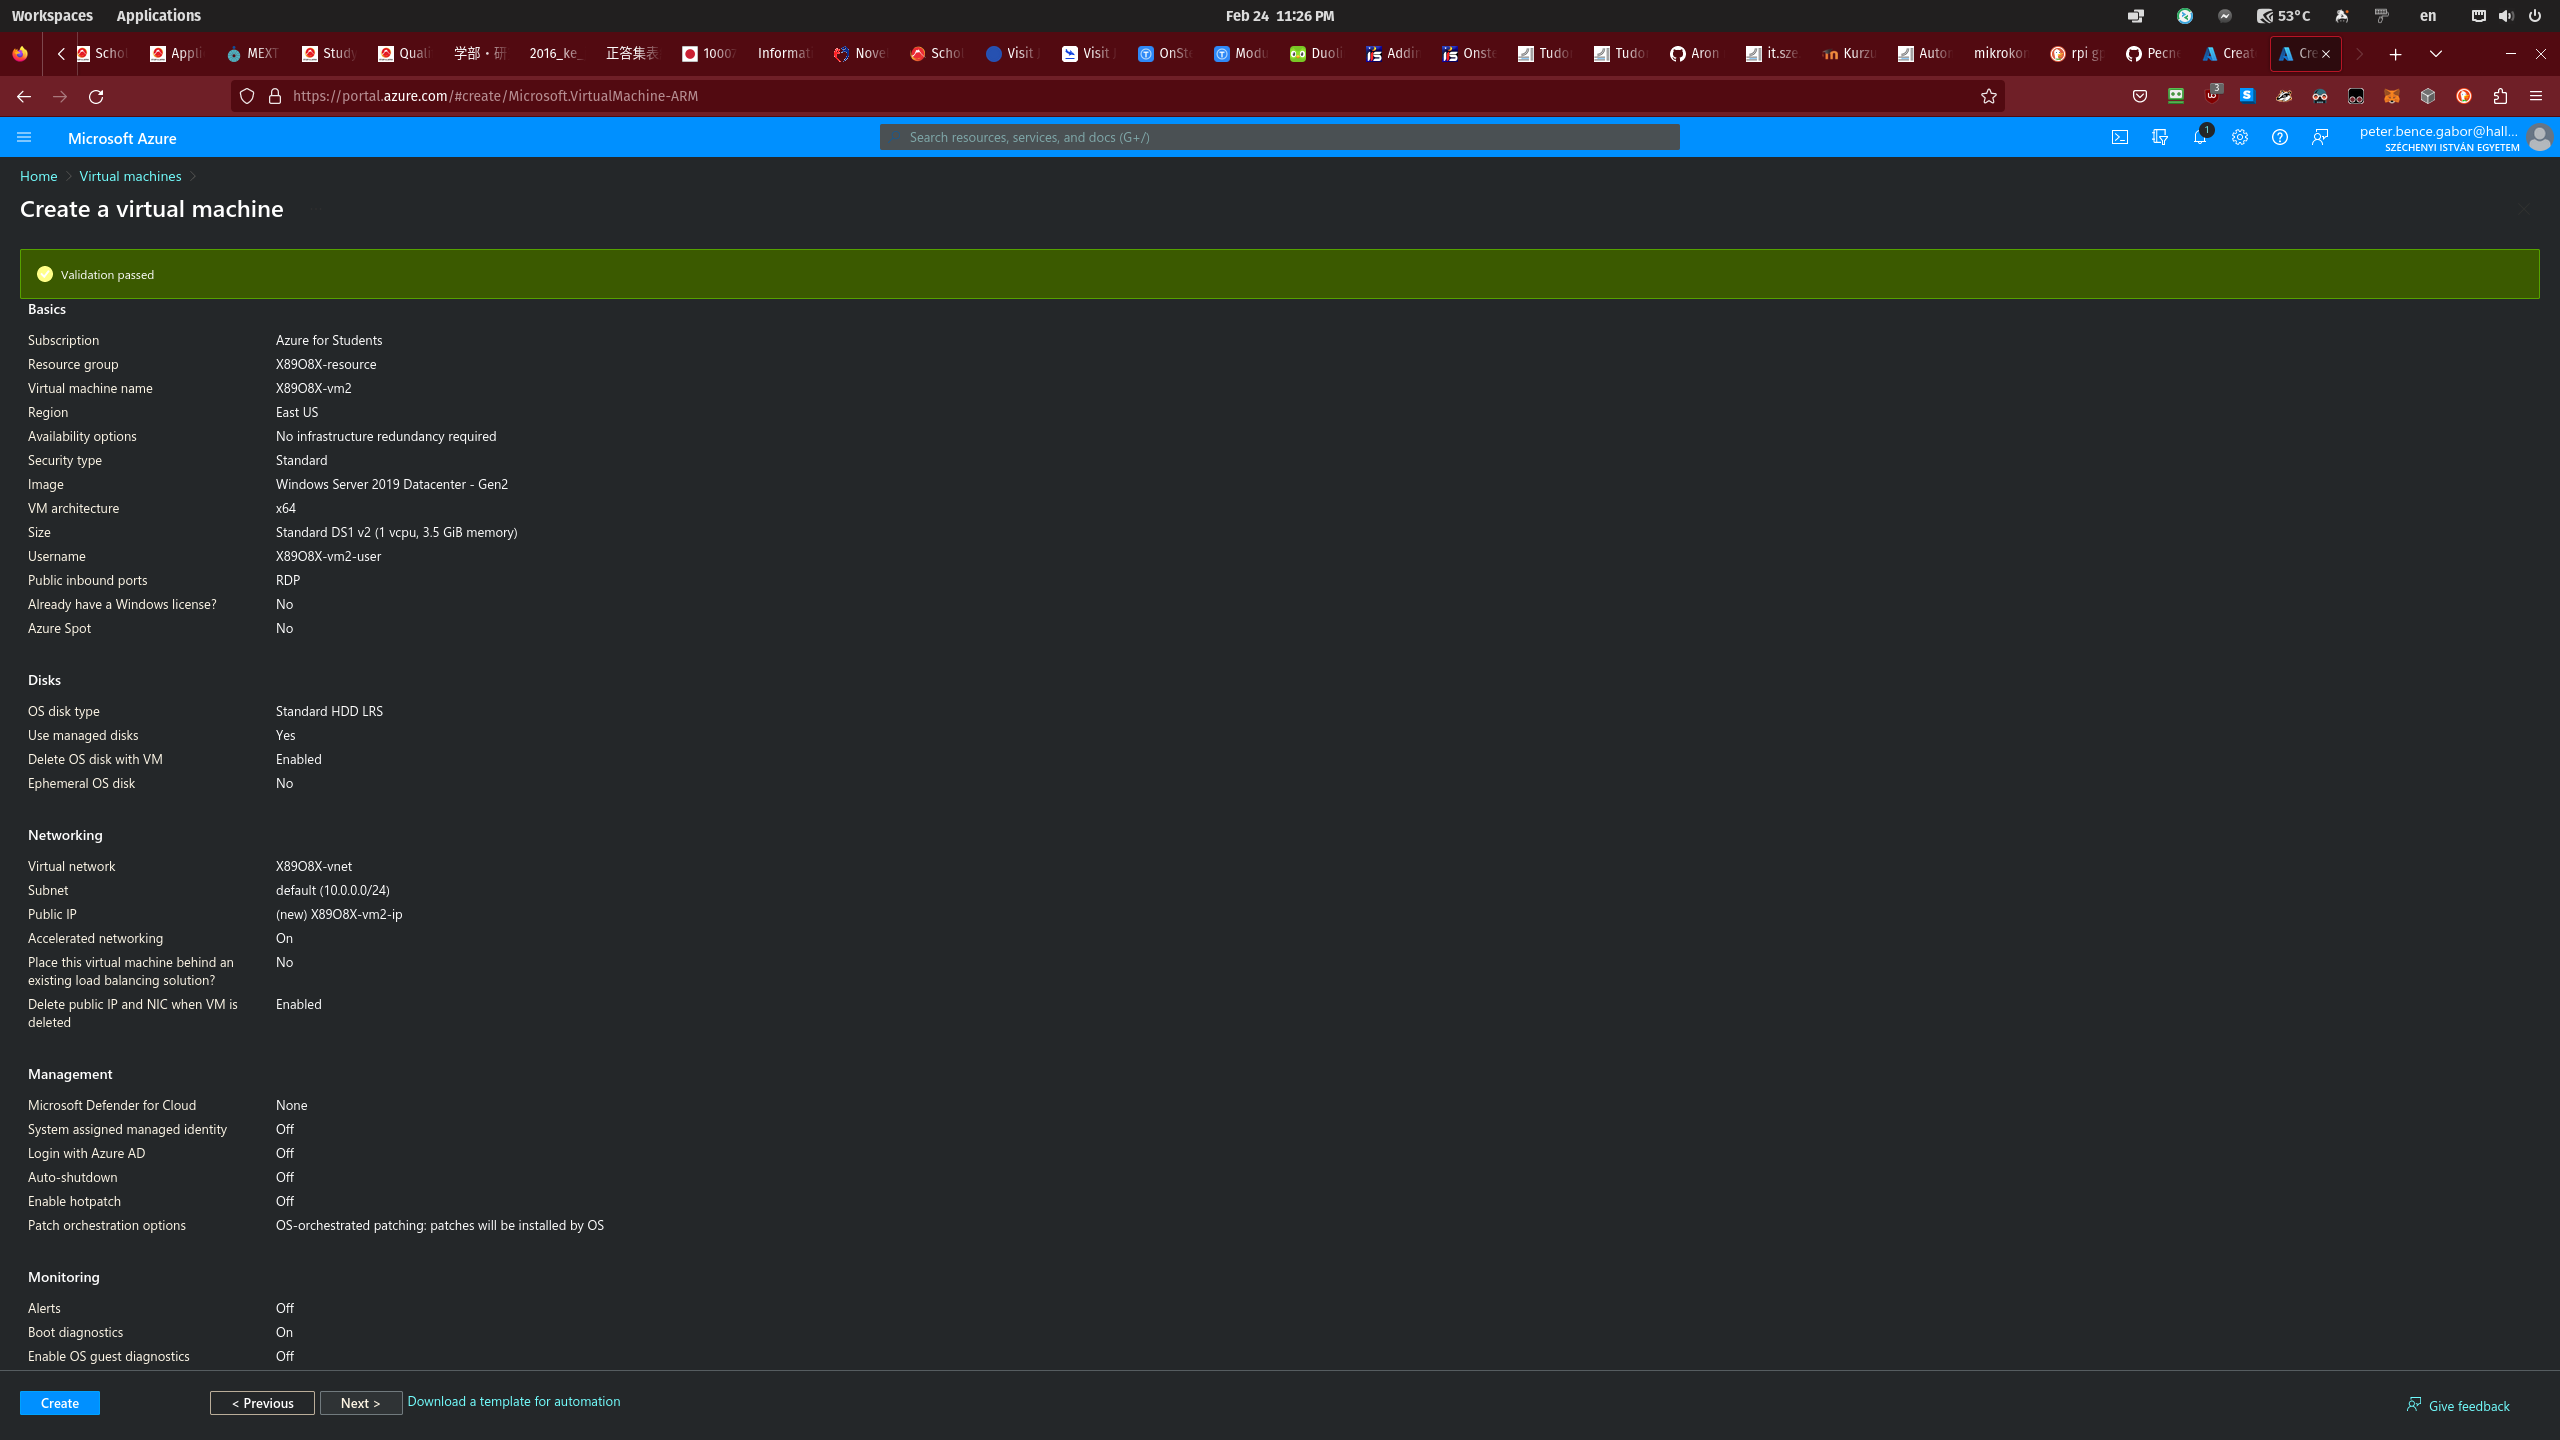 Workspaces Applications Feb 24 11:26 PM 53°C en
Schol Appli MEXT Study Quali 学部・研 2016_ke_ 正答集表 10007 Informati Novel Schol Visit J Visit J OnSte Modu Duoli Addin Onste Tudo Tudo Aron it.sze Kurzu Autor mikrokon rpi gp Pecne Creat Cre
https://portal.azure.com/#create/Microsoft.VirtualMachine-ARM 3
Microsoft Azure Search resources, services, and docs (G+/) 1 peter.bence.gabor@hall...
SZÉCHENYI ISTVÁN EGYETEM
Home Virtual machines
Create a virtual machine
Validation passed
Basics
Subscription Azure for Students
Resource group X89O8X-resource
Virtual machine name X89O8X-vm2
Region East US
Availability options No infrastructure redundancy required
Security type Standard
Image Windows Server 2019 Datacenter - Gen2
VM architecture x64
Size Standard DS1 v2 (1 vcpu, 3.5 GiB memory)
Username X89O8X-vm2-user
Public inbound ports RDP
Already have a Windows license? No
Azure Spot No
Disks
OS disk type Standard HDD LRS
Use managed disks Yes
Delete OS disk with VM Enabled
Ephemeral OS disk No
Networking
Virtual network X89O8X-vnet
Subnet default (10.0.0.0/24)
Public IP (new) X89O8X-vm2-ip
Accelerated networking On
Place this virtual machine behind an No
existing load balancing solution?
Delete public IP and NIC when VM is Enabled
deleted
Management
Microsoft Defender for Cloud None
System assigned managed identity Off
Login with Azure AD Off
Auto-shutdown Off
Enable hotpatch Off
Patch orchestration options OS-orchestrated patching: patches will be installed by OS
Monitoring
Alerts Off
Boot diagnostics On
Enable OS guest diagnostics Off
Create < Previous Next > Download a template for automation Give feedback